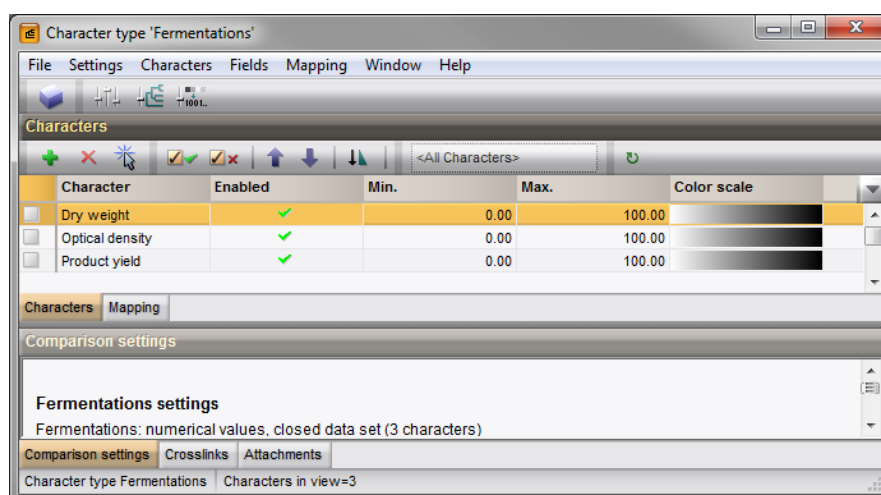 Character type 'Fermentations'
File Settings Characters Fields Mapping Window Help
1001..
Characters
<All Characters>
Character Enabled Min. Max. Color scale
Dry weight 0.00 100.00
Optical density 0.00 100.00
Product yield 0.00 100.00
Characters Mapping
Comparison settings
Fermentations settings
Fermentations: numerical values, closed data set (3 characters)
Comparison settings Crosslinks Attachments
Character type Fermentations Characters in view=3